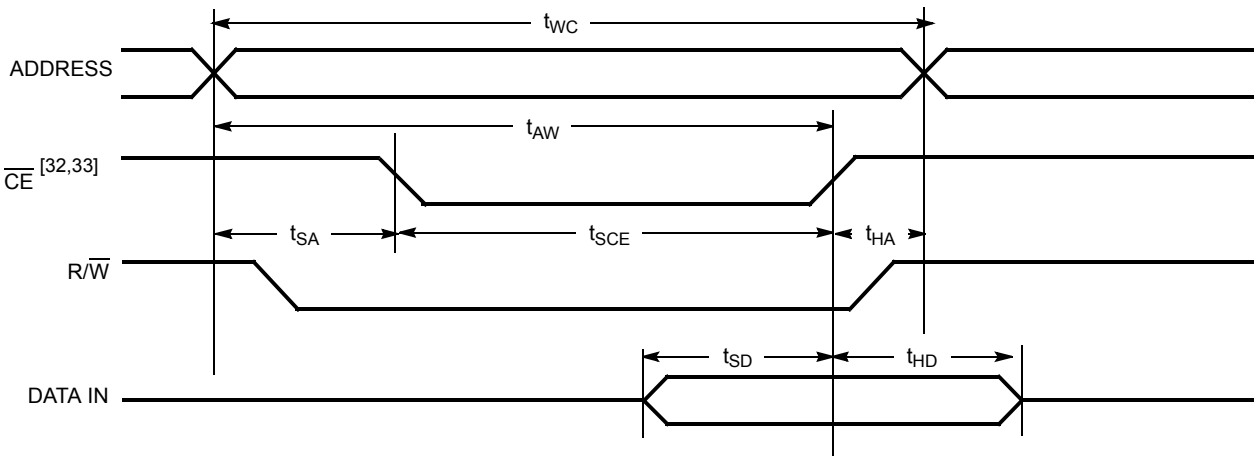 tWC
ADDRESS
tAW
CE [32,33]
tSA tSCE tHA
R/W
tSD tHD
DATA IN